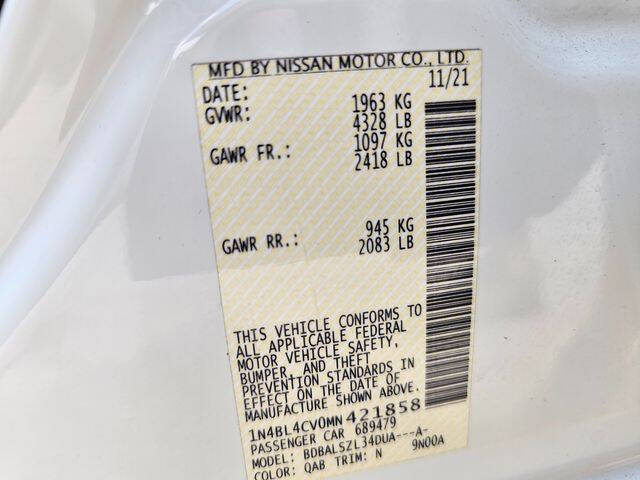 MFD BY NISSAN MOTOR CO., LTD.
DATE: 11/21
GVWR: 1963 KG
4328 LB
GAWR FR.: 1097 KG
2418 LB
GAWR RR.: 945 KG
2083 LB
THIS VEHICLE CONFORMS TO
ALL APPLICABLE FEDERAL
MOTOR VEHICLE SAFETY,
BUMPER, AND THEFT
PREVENTION STANDARDS IN
EFFECT ON THE DATE OF
MANUFACTURE SHOWN ABOVE.
1N4BL4CV0MN421858
PASSENGER CAR 689479
MODEL: BDBALSZL34DUA---A-
COLOR: QAB TRIM: N 9N00A